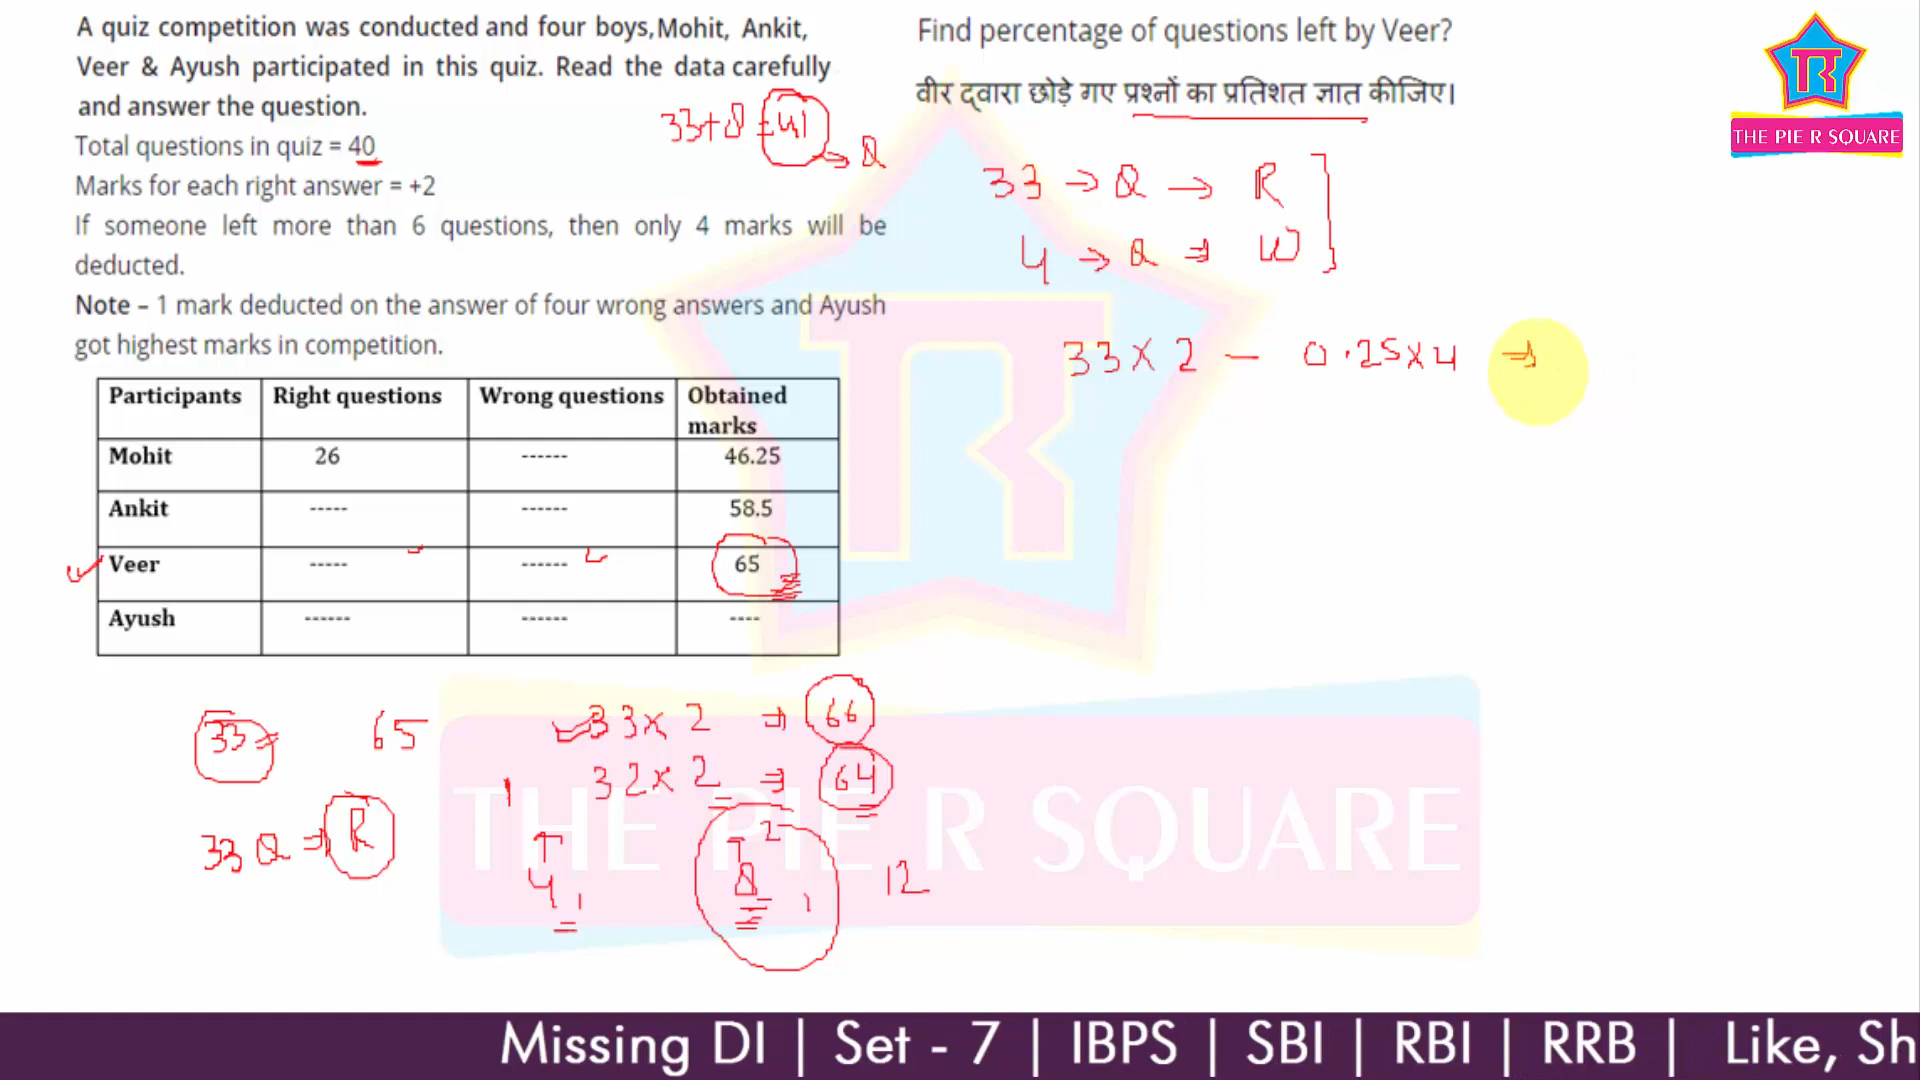 A quiz competition was conducted and four boys,Mohit, Ankit,
Veer & Ayush participated in this quiz. Read the data carefully
and answer the question.
Total questions in quiz = 40
Marks for each right answer = +2
If someone left more than 6 questions, then only 4 marks will be
deducted.
Note – 1 mark deducted on the answer of four wrong answers and Ayush
got highest marks in competition.
Participants Right questions Wrong questions Obtained marks
Mohit 26 ------ 46.25
Ankit ----- ------ 58.5
Veer ----- ------ 65
Ayush ------ ------ ----
33+8 = 41 → Q
33 65 33×2 ⇒ 66
1 32×2 ⇒ 64
33 Q ⇒ R
4, 8, 12
2
Find percentage of questions left by Veer?
वीर द्वारा छोड़े गए प्रश्नों का प्रतिशत ज्ञात कीजिए।
33 → Q → R
4 → Q ⇒ W
33×2 — 0.25×4 ⇒
THE PIE R SQUARE
THE PIE R SQUARE
Missing DI | Set - 7 | IBPS | SBI | RBI | RRB | Like, Sh